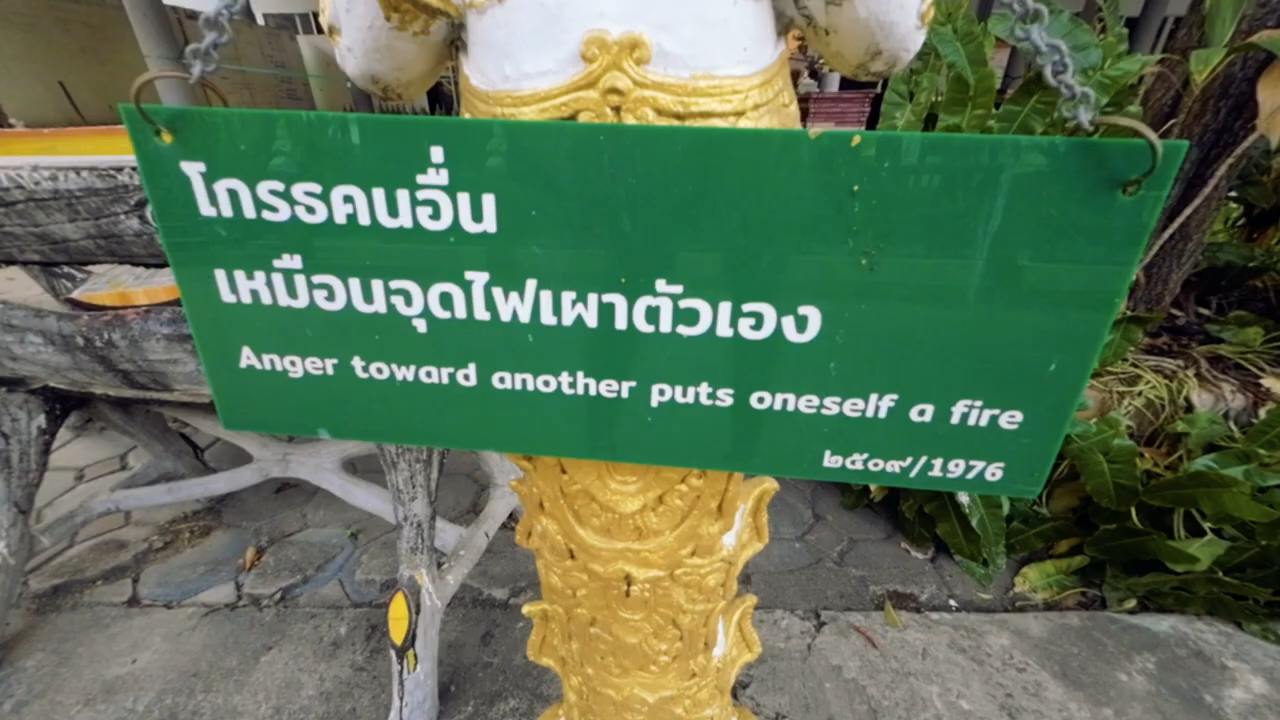 โกรธคนอื่น
เหมือนจุดไฟเผาตัวเอง
Anger toward another puts oneself a fire
๒๕๑๙/1976